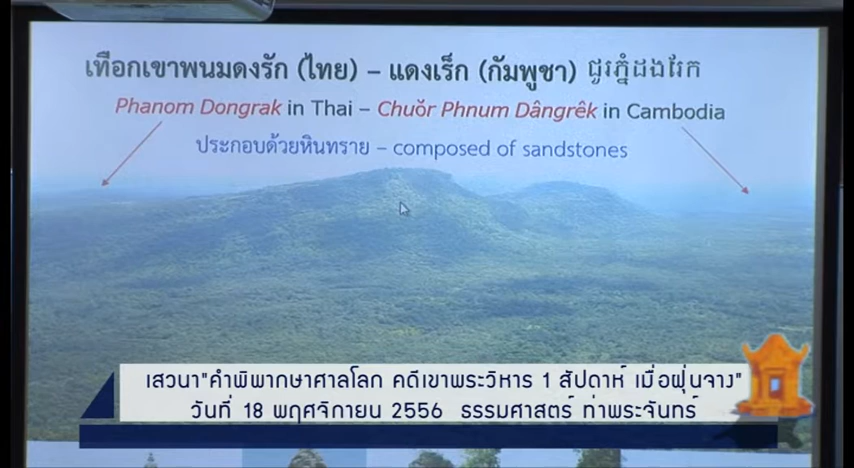 เทือกเขาพนมดงรัก (ไทย) – แดงเร็ก (กัมพูชา) ជួរភ្នំដងរែក
Phanom Dongrak in Thai – Chuŏr Phnum Dângrêk in Cambodia
ประกอบด้วยหินทราย – composed of sandstones
เสวนา"คำพิพากษาศาลโลก คดีเขาพระวิหาร 1 สัปดาห์ เมื่อฝุ่นจาง"
วันที่ 18 พฤศจิกายน 2556 ธรรมศาสตร์ ท่าพระจันทร์